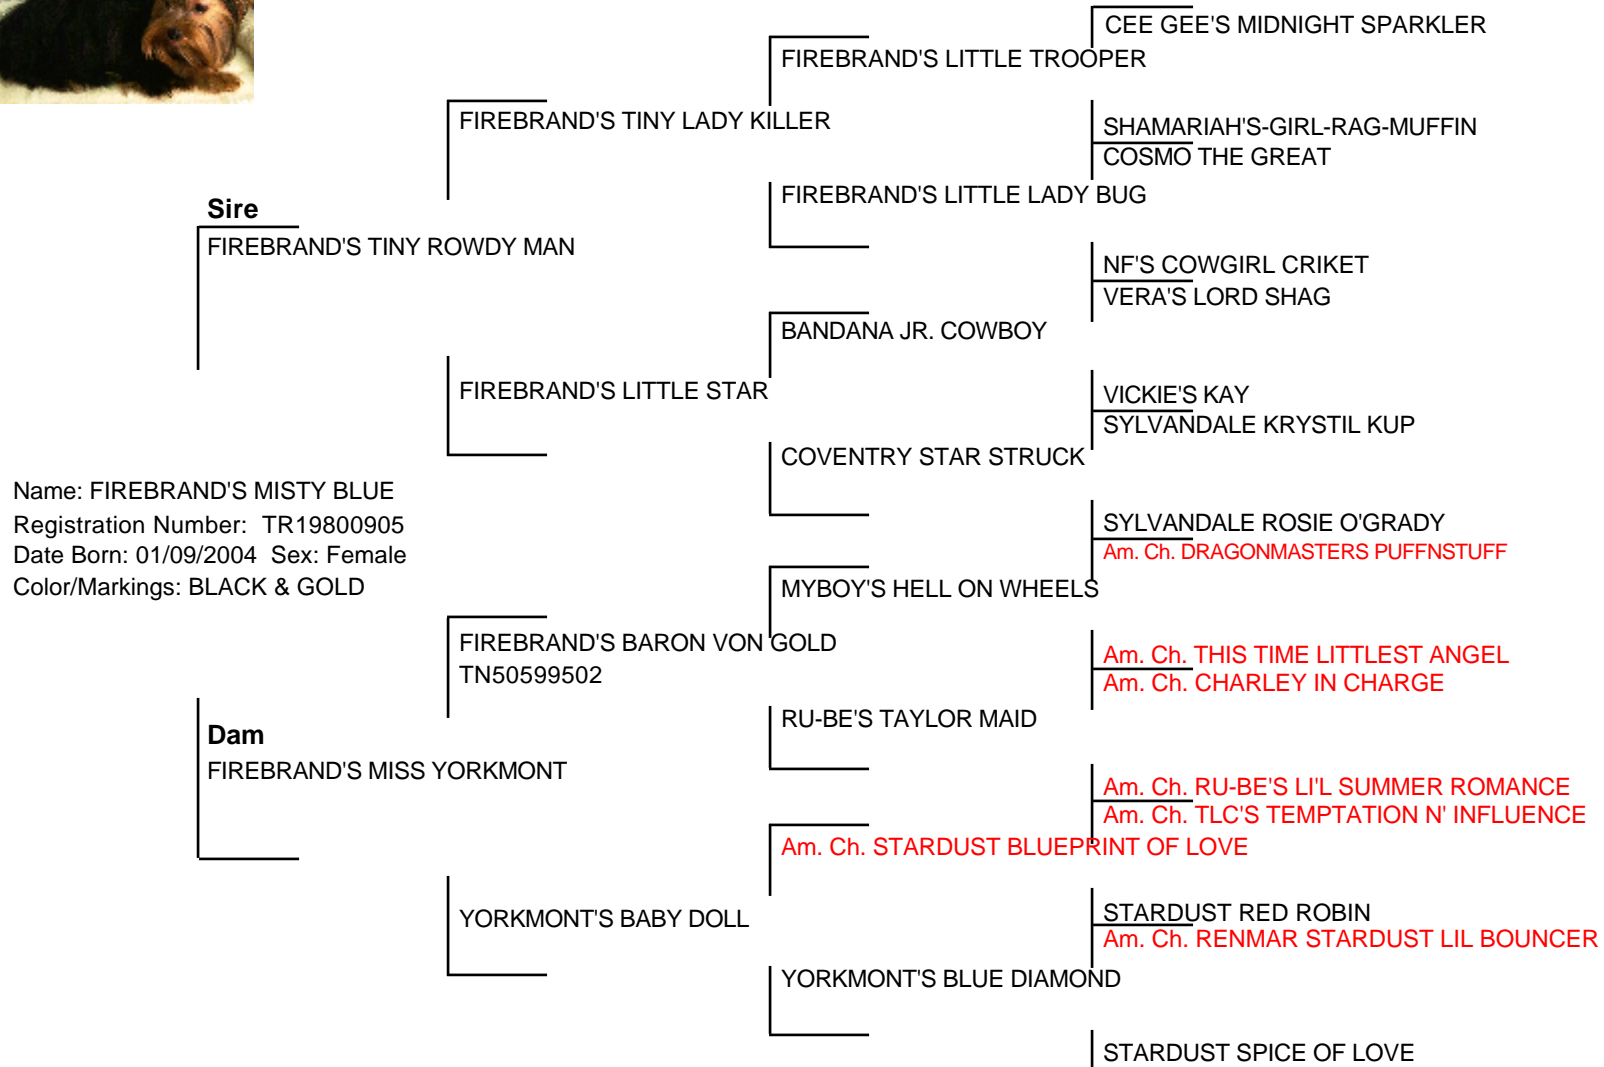 CEE GEE'S MIDNIGHT SPARKLER
FIREBRAND'S LITTLE TROOPER
FIREBRAND'S TINY LADY KILLER
SHAMARIAH'S-GIRL-RAG-MUFFIN
COSMO THE GREAT
FIREBRAND'S LITTLE LADY BUG
Sire
FIREBRAND'S TINY ROWDY MAN
NF'S COWGIRL CRIKET
VERA'S LORD SHAG
BANDANA JR. COWBOY
FIREBRAND'S LITTLE STAR
VICKIE'S KAY
SYLVANDALE KRYSTIL KUP
COVENTRY STAR STRUCK
Name: FIREBRAND'S MISTY BLUE
Registration Number: TR19800905
Date Born: 01/09/2004 Sex: Female
Color/Markings: BLACK & GOLD
SYLVANDALE ROSIE O'GRADY
Am. Ch. DRAGONMASTERS PUFFNSTUFF
MYBOY'S HELL ON WHEELS
FIREBRAND'S BARON VON GOLD
TN50599502
Am. Ch. THIS TIME LITTLEST ANGEL
Am. Ch. CHARLEY IN CHARGE
RU-BE'S TAYLOR MAID
Dam
FIREBRAND'S MISS YORKMONT
Am. Ch. RU-BE'S LI'L SUMMER ROMANCE
Am. Ch. TLC'S TEMPTATION N' INFLUENCE
Am. Ch. STARDUST BLUEPRINT OF LOVE
YORKMONT'S BABY DOLL
STARDUST RED ROBIN
Am. Ch. RENMAR STARDUST LIL BOUNCER
YORKMONT'S BLUE DIAMOND
STARDUST SPICE OF LOVE